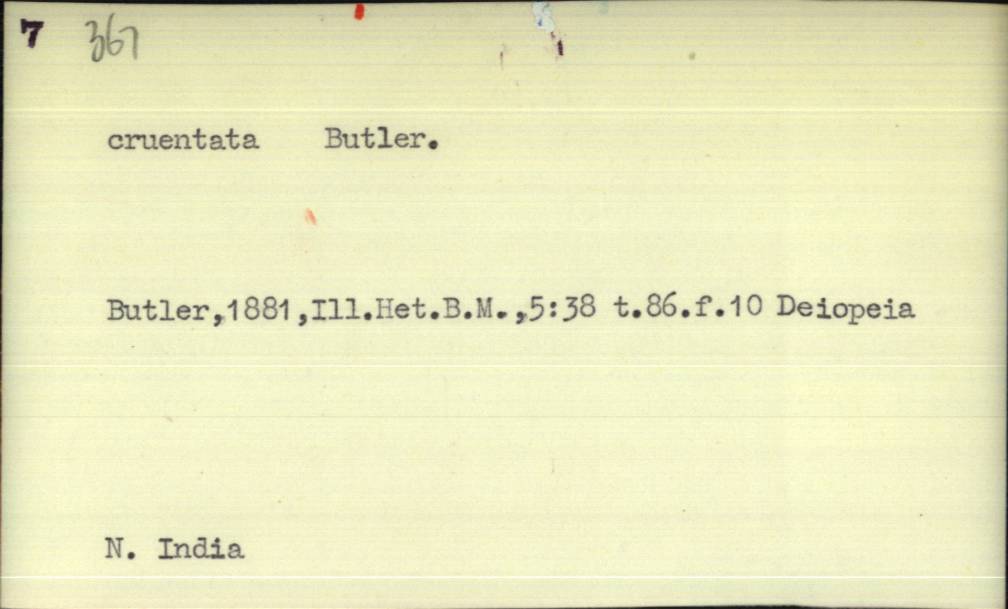 7 367
cruentata Butler.
Butler,1881,Ill.Het.B.M.,5:38 t.86.f.10 Deiopeia
N. India